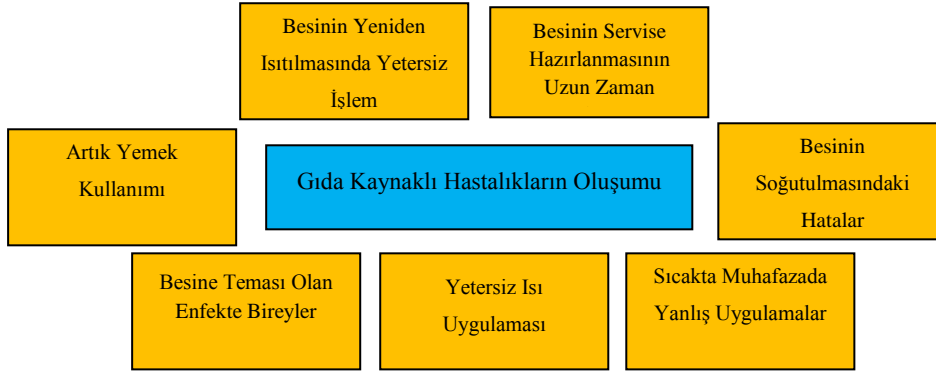 Besinin Yeniden
Isıtılmasında Yetersiz
İşlem
Besinin Servise
Hazırlanmasının
Uzun Zaman
Artık Yemek
Kullanımı
Gıda Kaynaklı Hastalıkların Oluşumu
Besinin
Soğutulmasındaki
Hatalar
Besine Teması Olan
Enfekte Bireyler
Yetersiz Isı
Uygulaması
Sıcakta Muhafazada
Yanlış Uygulamalar